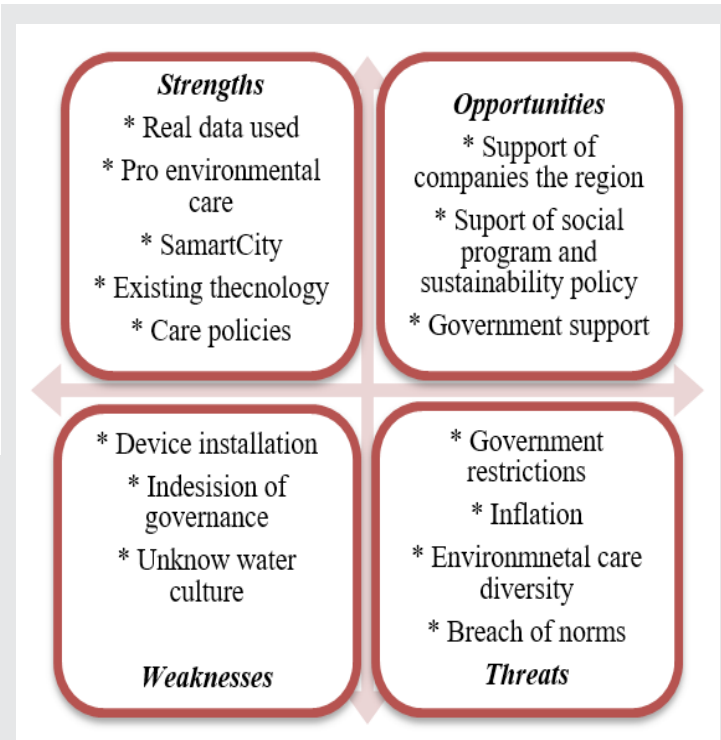 Strengths
* Real data used
* Pro environmental
care
* SamartCity
* Existing thecnology
* Care policies
Opportunities
* Support of
companies the region
* Suport of social
program and
sustainability policy
* Government support
* Device installation
* Indesision of
governance
* Unknow water
culture
Weaknesses
* Government
restrictions
* Inflation
* Environmnetal care
diversity
* Breach of norms
Threats